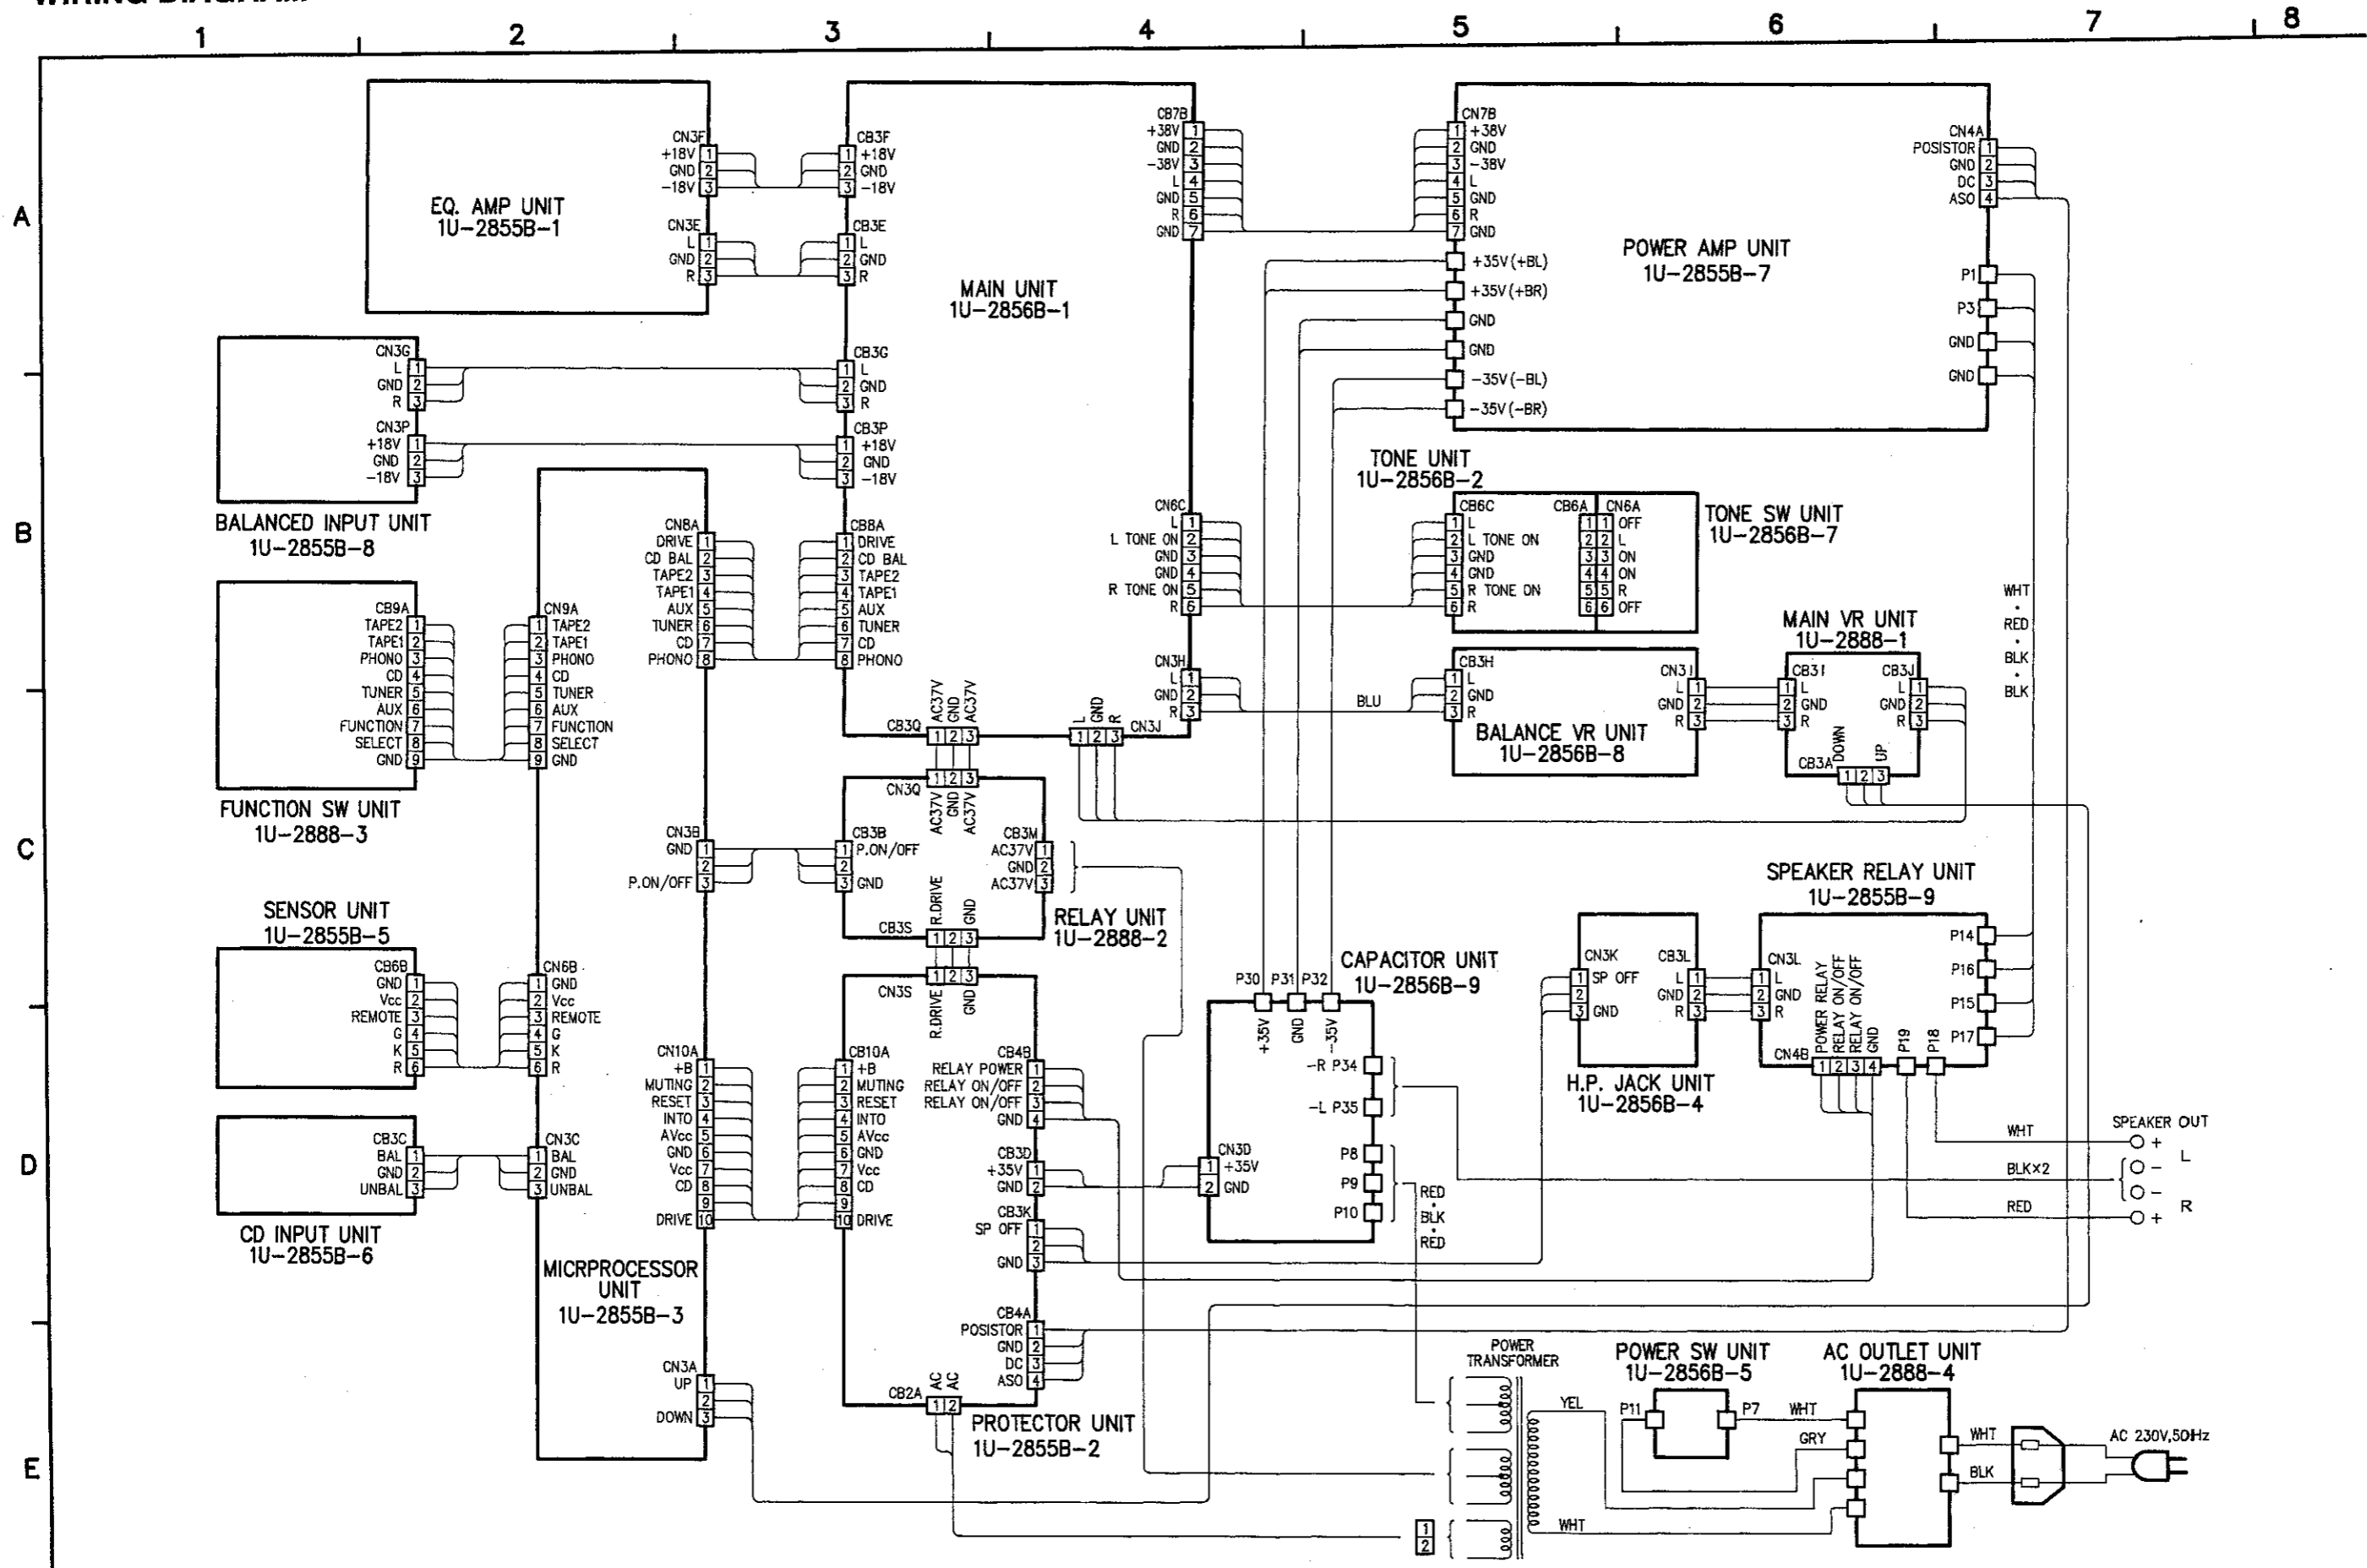 1 2 3 4 5 6 7 8
A
B
C
D
E
EQ. AMP UNIT
1U-2855B-1
CN3F
+18V 1
GND 2
-18V 3
CN3E
L 1
GND 2
R 3
MAIN UNIT
1U-2856B-1
CB3F
1 +18V
2 GND
3 -18V
CB3E
1 L
2 GND
3 R
CB3G
1 L
2 GND
3 R
CB3P
1 +18V
2 GND
3 -18V
CB8A
1 DRIVE
2 CD BAL
3 TAPE2
4 TAPE1
5 AUX
6 TUNER
7 CD
8 PHONO
CB7B
+38V 1
GND 2
-38V 3
L 4
GND 5
R 6
GND 7
CN6C
L 1
L TONE ON 2
GND 3
GND 4
R TONE ON 5
R 6
CN3H
L 1
GND 2
R 3
CB3Q
AC37V
GND
AC37V
1 2 3
L
GND
R
1 2 3
CN3J
POWER AMP UNIT
1U-2855B-7
CN7B
1 +38V
2 GND
3 -38V
4 L
5 GND
6 R
7 GND
+35V(+BL)
+35V(+BR)
GND
GND
-35V(-BL)
-35V(-BR)
CN4A
POSISTOR 1
GND 2
DC 3
ASO 4
P1
P3
GND
GND
BALANCED INPUT UNIT
1U-2855B-8
CN3G
L 1
GND 2
R 3
CN3P
+18V 1
GND 2
-18V 3
FUNCTION SW UNIT
1U-2888-3
CB9A
TAPE2 1
TAPE1 2
PHONO 3
CD 4
TUNER 5
AUX 6
FUNCTION 7
SELECT 8
GND 9
SENSOR UNIT
1U-2855B-5
CB6B
GND 1
Vcc 2
REMOTE 3
G 4
K 5
R 6
CB3C
BAL 1
GND 2
UNBAL 3
CD INPUT UNIT
1U-2855B-6
MICRPROCESSOR
UNIT
1U-2855B-3
CN9A
1 TAPE2
2 TAPE1
3 PHONO
4 CD
5 TUNER
6 AUX
7 FUNCTION
8 SELECT
9 GND
CN6B
1 GND
2 Vcc
3 REMOTE
4 G
5 K
6 R
CN3C
1 BAL
2 GND
3 UNBAL
CN8A
DRIVE 1
CD BAL 2
TAPE2 3
TAPE1 4
AUX 5
TUNER 6
CD 7
PHONO 8
CN3B
GND 1
2
P.ON/OFF 3
CN10A
+B 1
MUTING 2
RESET 3
INTO 4
AVcc 5
GND 6
Vcc 7
CD 8
9
DRIVE 10
CN3A
UP 1
2
DOWN 3
1 2 3
CN3Q
AC37V
GND
AC37V
CB3B
1 P.ON/OFF
2
3 GND
CB3M
AC37V 1
GND 2
AC37V 3
CB3S
R.DRIVE
GND
1 2 3
RELAY UNIT
1U-2888-2
1 2 3
CN3S
R.DRIVE
GND
CB10A
1 +B
2 MUTING
3 RESET
4 INTO
5 AVcc
6 GND
7 Vcc
8 CD
9
10 DRIVE
CB4B
RELAY POWER 1
RELAY ON/OFF 2
RELAY ON/OFF 3
GND 4
CB3D
+35V 1
GND 2
CB3K
SP OFF 1
2
GND 3
CB4A
POSISTOR 1
GND 2
DC 3
ASO 4
CB2A
AC
AC
1 2
PROTECTOR UNIT
1U-2855B-2
TONE UNIT
1U-2856B-2
CB6C
1 L
2 L TONE ON
3 GND
4 GND
5 R TONE ON
6 R
CB6A CN6A
1 1 OFF
2 2 L
3 3 ON
4 4 ON
5 5 R
6 6 OFF
TONE SW UNIT
1U-2856B-7
BLU
CB3H
1 L
2 GND
3 R
CN3I
L 1
GND 2
R 3
BALANCE VR UNIT
1U-2856B-8
MAIN VR UNIT
1U-2888-1
CB3I
1 L
2 GND
3 R
CB3J
L 1
GND 2
R 3
CB3A
DOWN
UP
1 2 3
WHT
RED
BLK
BLK
CAPACITOR UNIT
1U-2856B-9
P30 P31 P32
+35V
GND
-35V
-R P34
-L P35
P8
P9
P10
CN3D
1 +35V
2 GND
RED
BLK
RED
CN3K
1 SP OFF
2
3 GND
CB3L
L 1
GND 2
R 3
H.P. JACK UNIT
1U-2856B-4
SPEAKER RELAY UNIT
1U-2855B-9
CN3L
1 L
2 GND
3 R
CN4B
POWER RELAY
RELAY ON/OFF
RELAY ON/OFF
GND
1 2 3 4
P19
P18
P14
P16
P15
P17
SPEAKER OUT
WHT +
L
BLK×2 -
-
R
RED +
POWER
TRANSFORMER
1
2
YEL
WHT
POWER SW UNIT
1U-2856B-5
P11
P7
WHT
GRY
AC OUTLET UNIT
1U-2888-4
WHT
BLK
AC 230V,50Hz